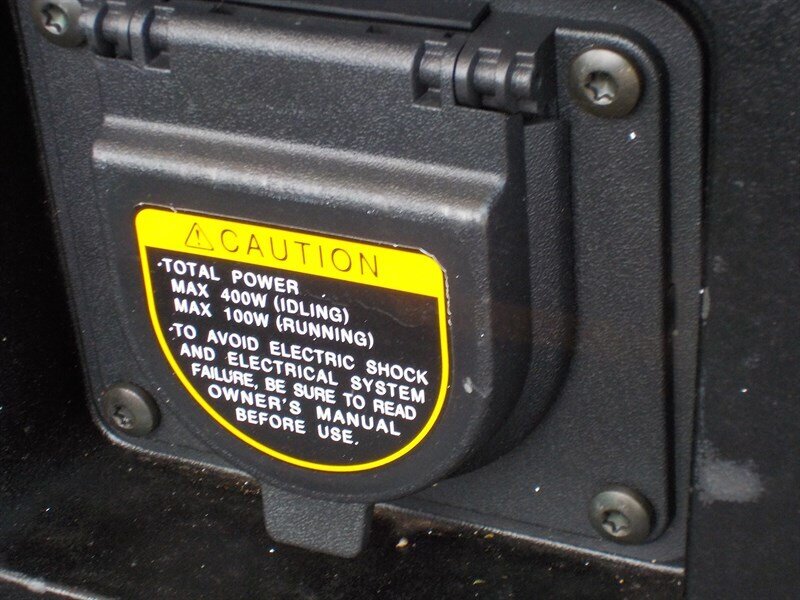 ⚠CAUTION
·TOTAL POWER
MAX 400W (IDLING)
MAX 100W (RUNNING)
·TO AVOID ELECTRIC SHOCK
AND ELECTRICAL SYSTEM
FAILURE, BE SURE TO READ
OWNER'S MANUAL
BEFORE USE.